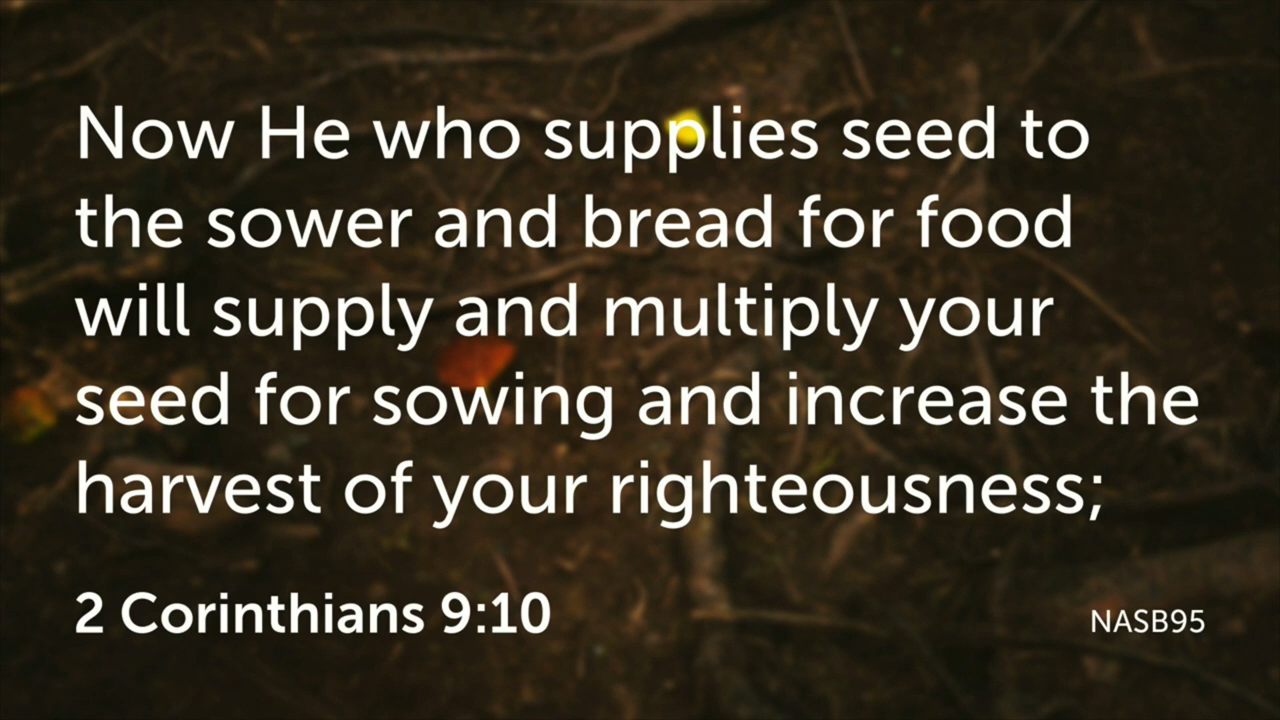 Now He who supplies seed to
the sower and bread for food
will supply and multiply your
seed for sowing and increase the
harvest of your righteousness;
2 Corinthians 9:10
NASB95